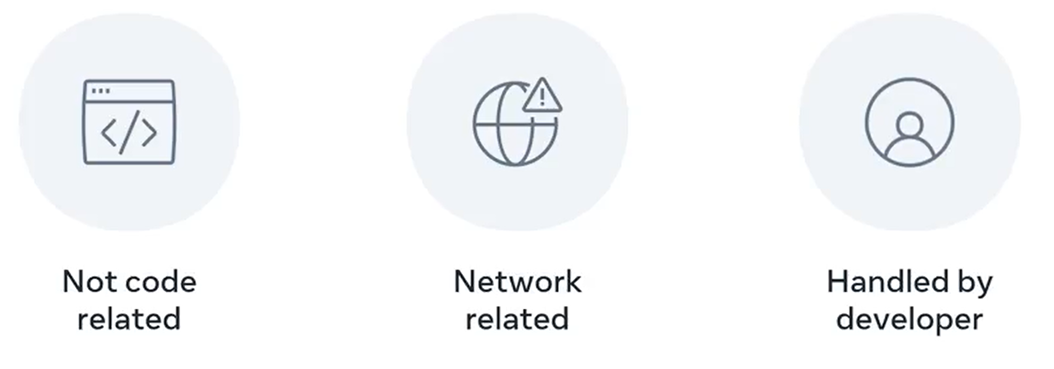 Not code
related
Network
related
Handled by
developer